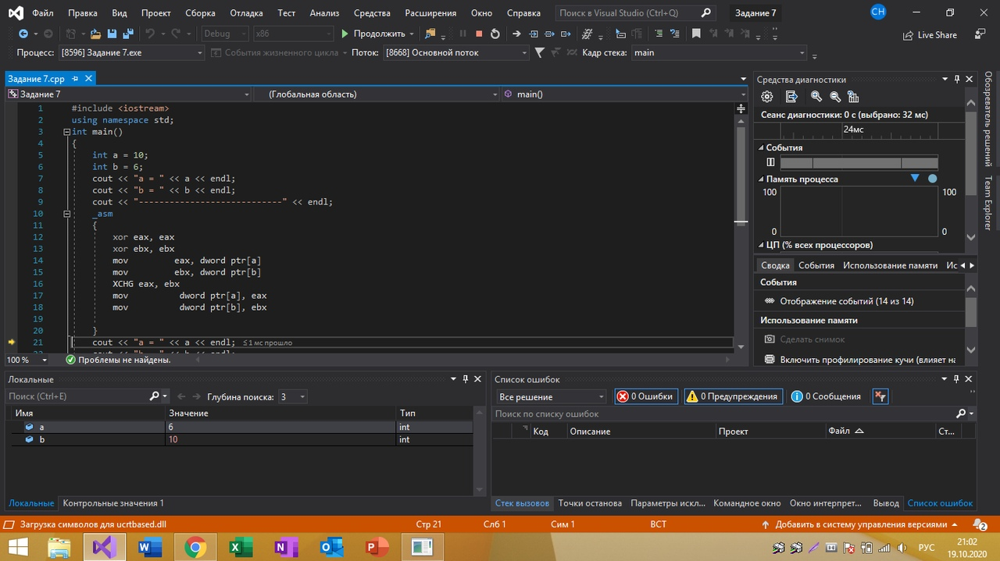 Файл Правка Вид Проект Сборка Отладка Тест Анализ Средства Расширения Окно Справка Поиск в Visual Studio (Ctrl+Q) Задание 7 CH
Debug x86 Продолжить Live Share
Процесс: [8596] Задание 7.exe События жизненного цикла Поток: [8668] Основной поток Кадр стека: main
Задание 7.cpp
Задание 7 (Глобальная область) main()
1 #include <iostream>
2 using namespace std;
3 int main()
4 {
5 int a = 10;
6 int b = 6;
7 cout << "a = " << a << endl;
8 cout << "b = " << b << endl;
9 cout << "----------------------------" << endl;
10 _asm
11 {
12 xor eax, eax
13 xor ebx, ebx
14 mov eax, dword ptr[a]
15 mov ebx, dword ptr[b]
16 XCHG eax, ebx
17 mov dword ptr[a], eax
18 mov dword ptr[b], ebx
19
20 }
21 cout << "a = " << a << endl; ≤ 1 мс прошло
100 % Проблемы не найдены.
Средства диагностики
Сеанс диагностики: 0 с (выбрано: 32 мс)
24мс
События
Память процесса
100 100
0 0
ЦП (% всех процессоров)
Сводка События Использование памяти Ис
События
Отображение событий (14 из 14)
Использование памяти
Сделать снимок
Включить профилирование кучи (влияет на
Обозреватель решений
Team Explorer
Локальные
Поиск (Ctrl+E) Глубина поиска: 3
Имя Значение Тип
a 6 int
b 10 int
Локальные Контрольные значения 1
Список ошибок
Все решение 0 Ошибки 0 Предупреждения 0 Сообщения
Поиск по списку ошибок
Код Описание Проект Файл Ст...
Стек вызовов Точки останова Параметры искл... Командное окно Окно интерпрет... Вывод Список ошибок
Загрузка символов для ucrtbased.dll Стр 21 Слб 1 Сим 1 ВСТ Добавить в систему управления версиями 2
РУС
21:02
19.10.2020